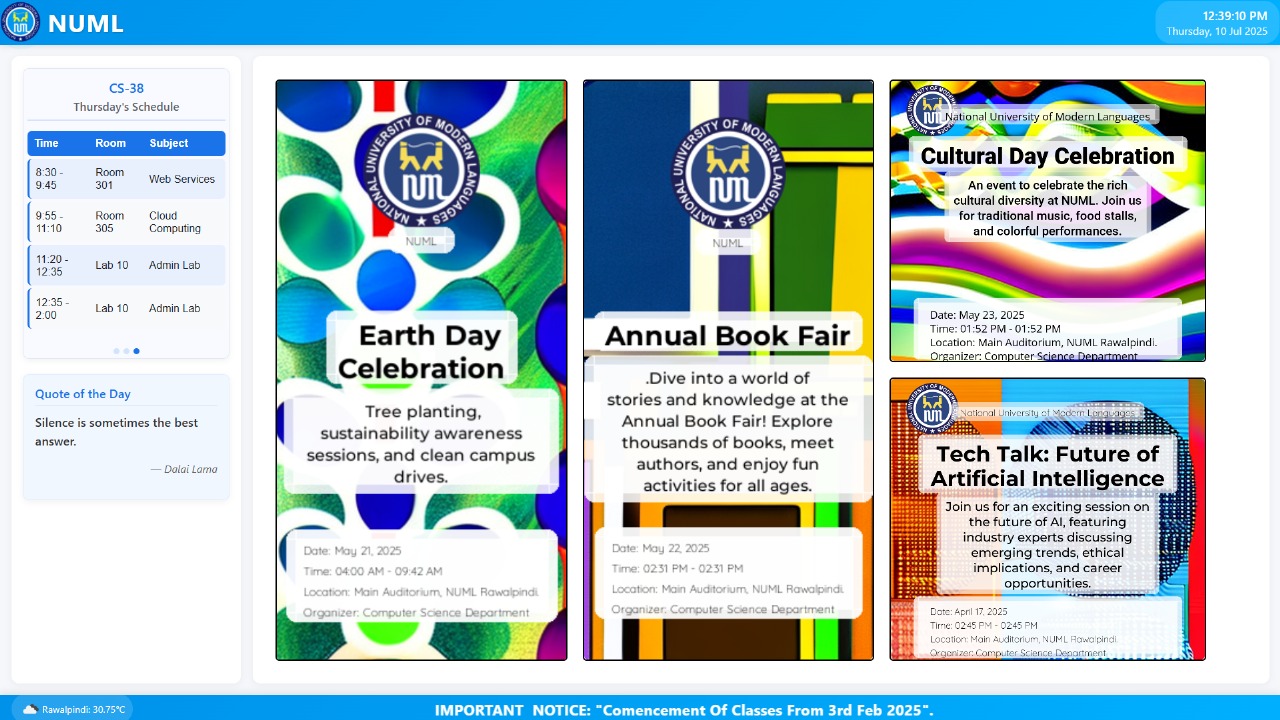 NUML
12:39:10 PM
Thursday, 10 Jul 2025
CS-38
Thursday's Schedule
Time Room Subject
8:30 - 9:45 Room 301 Web Services
9:55 - 11:10 Room 305 Cloud Computing
11:20 - 12:35 Lab 10 Admin Lab
12:35 - 2:00 Lab 10 Admin Lab
Quote of the Day
Silence is sometimes the best
answer.
— Dalai Lama
UNIVERSITY OF MODERN LANGUAGES ★ NATIONAL
NUML
Earth Day
Celebration
Tree planting,
sustainability awareness
sessions, and clean campus
drives.
Date: May 21, 2025
Time: 04:00 AM - 09:42 AM
Location: Main Auditorium, NUML Rawalpindi.
Organizer: Computer Science Department
UNIVERSITY OF MODERN LANGUAGES ★ NATIONAL
NUML
Annual Book Fair
.Dive into a world of
stories and knowledge at the
Annual Book Fair! Explore
thousands of books, meet
authors, and enjoy fun
activities for all ages.
Date: May 22, 2025
Time: 02:31 PM - 02:31 PM
Location: Main Auditorium, NUML Rawalpindi.
Organizer: Computer Science Department
National University of Modern Languages
Cultural Day Celebration
An event to celebrate the rich
cultural diversity at NUML. Join us
for traditional music, food stalls,
and colorful performances.
Date: May 23, 2025
Time: 01:52 PM - 01:52 PM
Location: Main Auditorium, NUML Rawalpindi.
Organizer: Computer Science Department
National University of Modern Languages
Tech Talk: Future of
Artificial Intelligence
Join us for an exciting session on
the future of AI, featuring
industry experts discussing
emerging trends, ethical
implications, and career
opportunities.
Date: April 17, 2025
Time: 02:45 PM - 02:45 PM
Location: Main Auditorium, NUML Rawalpindi.
Organizer: Computer Science Department
Rawalpindi: 30.75°C
IMPORTANT NOTICE: "Comencement Of Classes From 3rd Feb 2025".